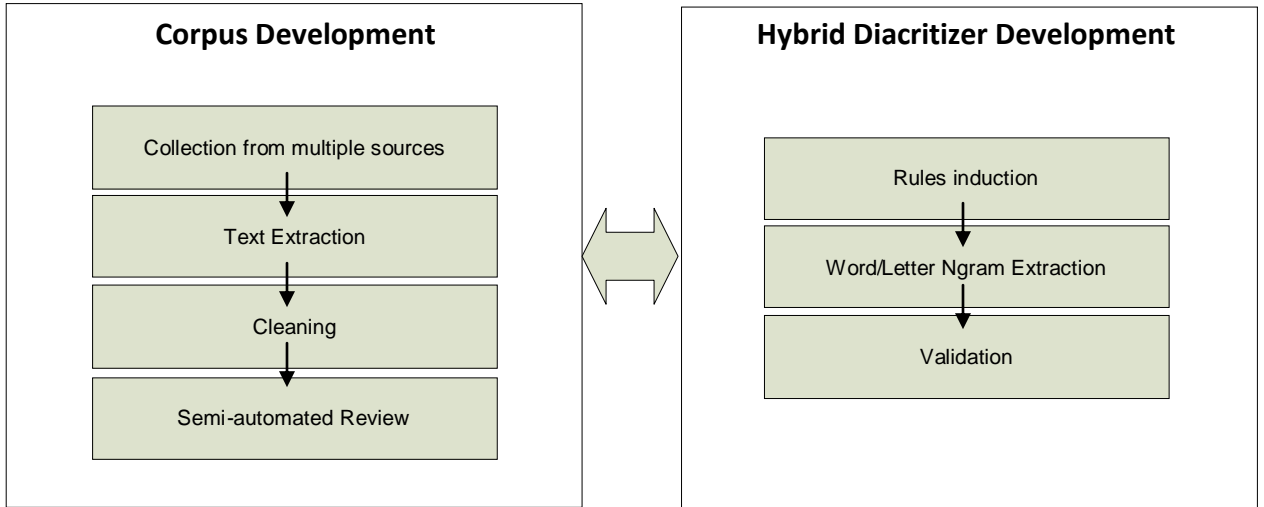 Corpus Development
Collection from multiple sources
Text Extraction
Cleaning
Semi-automated Review
Hybrid Diacritizer Development
Rules induction
Word/Letter Ngram Extraction
Validation